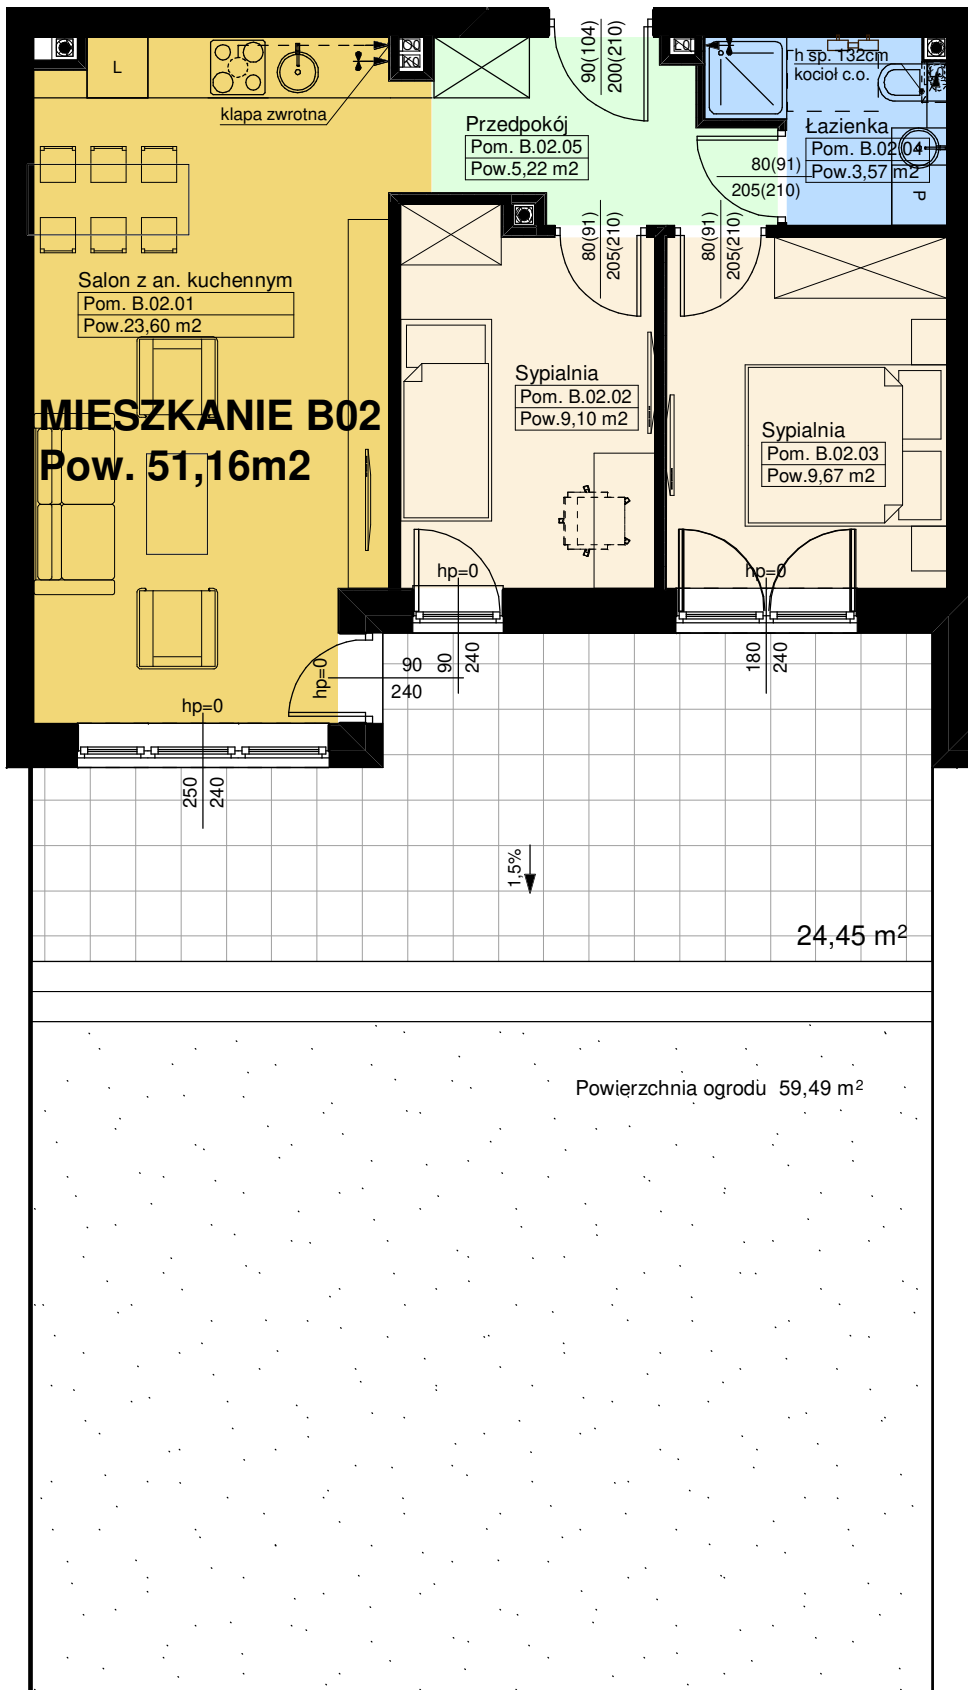 90(104)
200(210)
L
h sp. 132cm
kocioł c.o.
klapa zwrotna
Przedpokój
Pom. B.02.05
Pow.5,22 m2
Łazienka
Pom. B.02.04
Pow.3,57 m2
80(91)
205(210)
P
80(91)
205(210)
80(91)
205(210)
Salon z an. kuchennym
Pom. B.02.01
Pow.23,60 m2
Sypialnia
Pom. B.02.02
Pow.9,10 m2
MIESZKANIE B02
Pow. 51,16m2
Sypialnia
Pom. B.02.03
Pow.9,67 m2
hp=0
hp=0
hp=0
90
240
90
240
180
240
hp=0
250
240
1,5%
24,45 m²
Powierzchnia ogrodu 59,49 m²